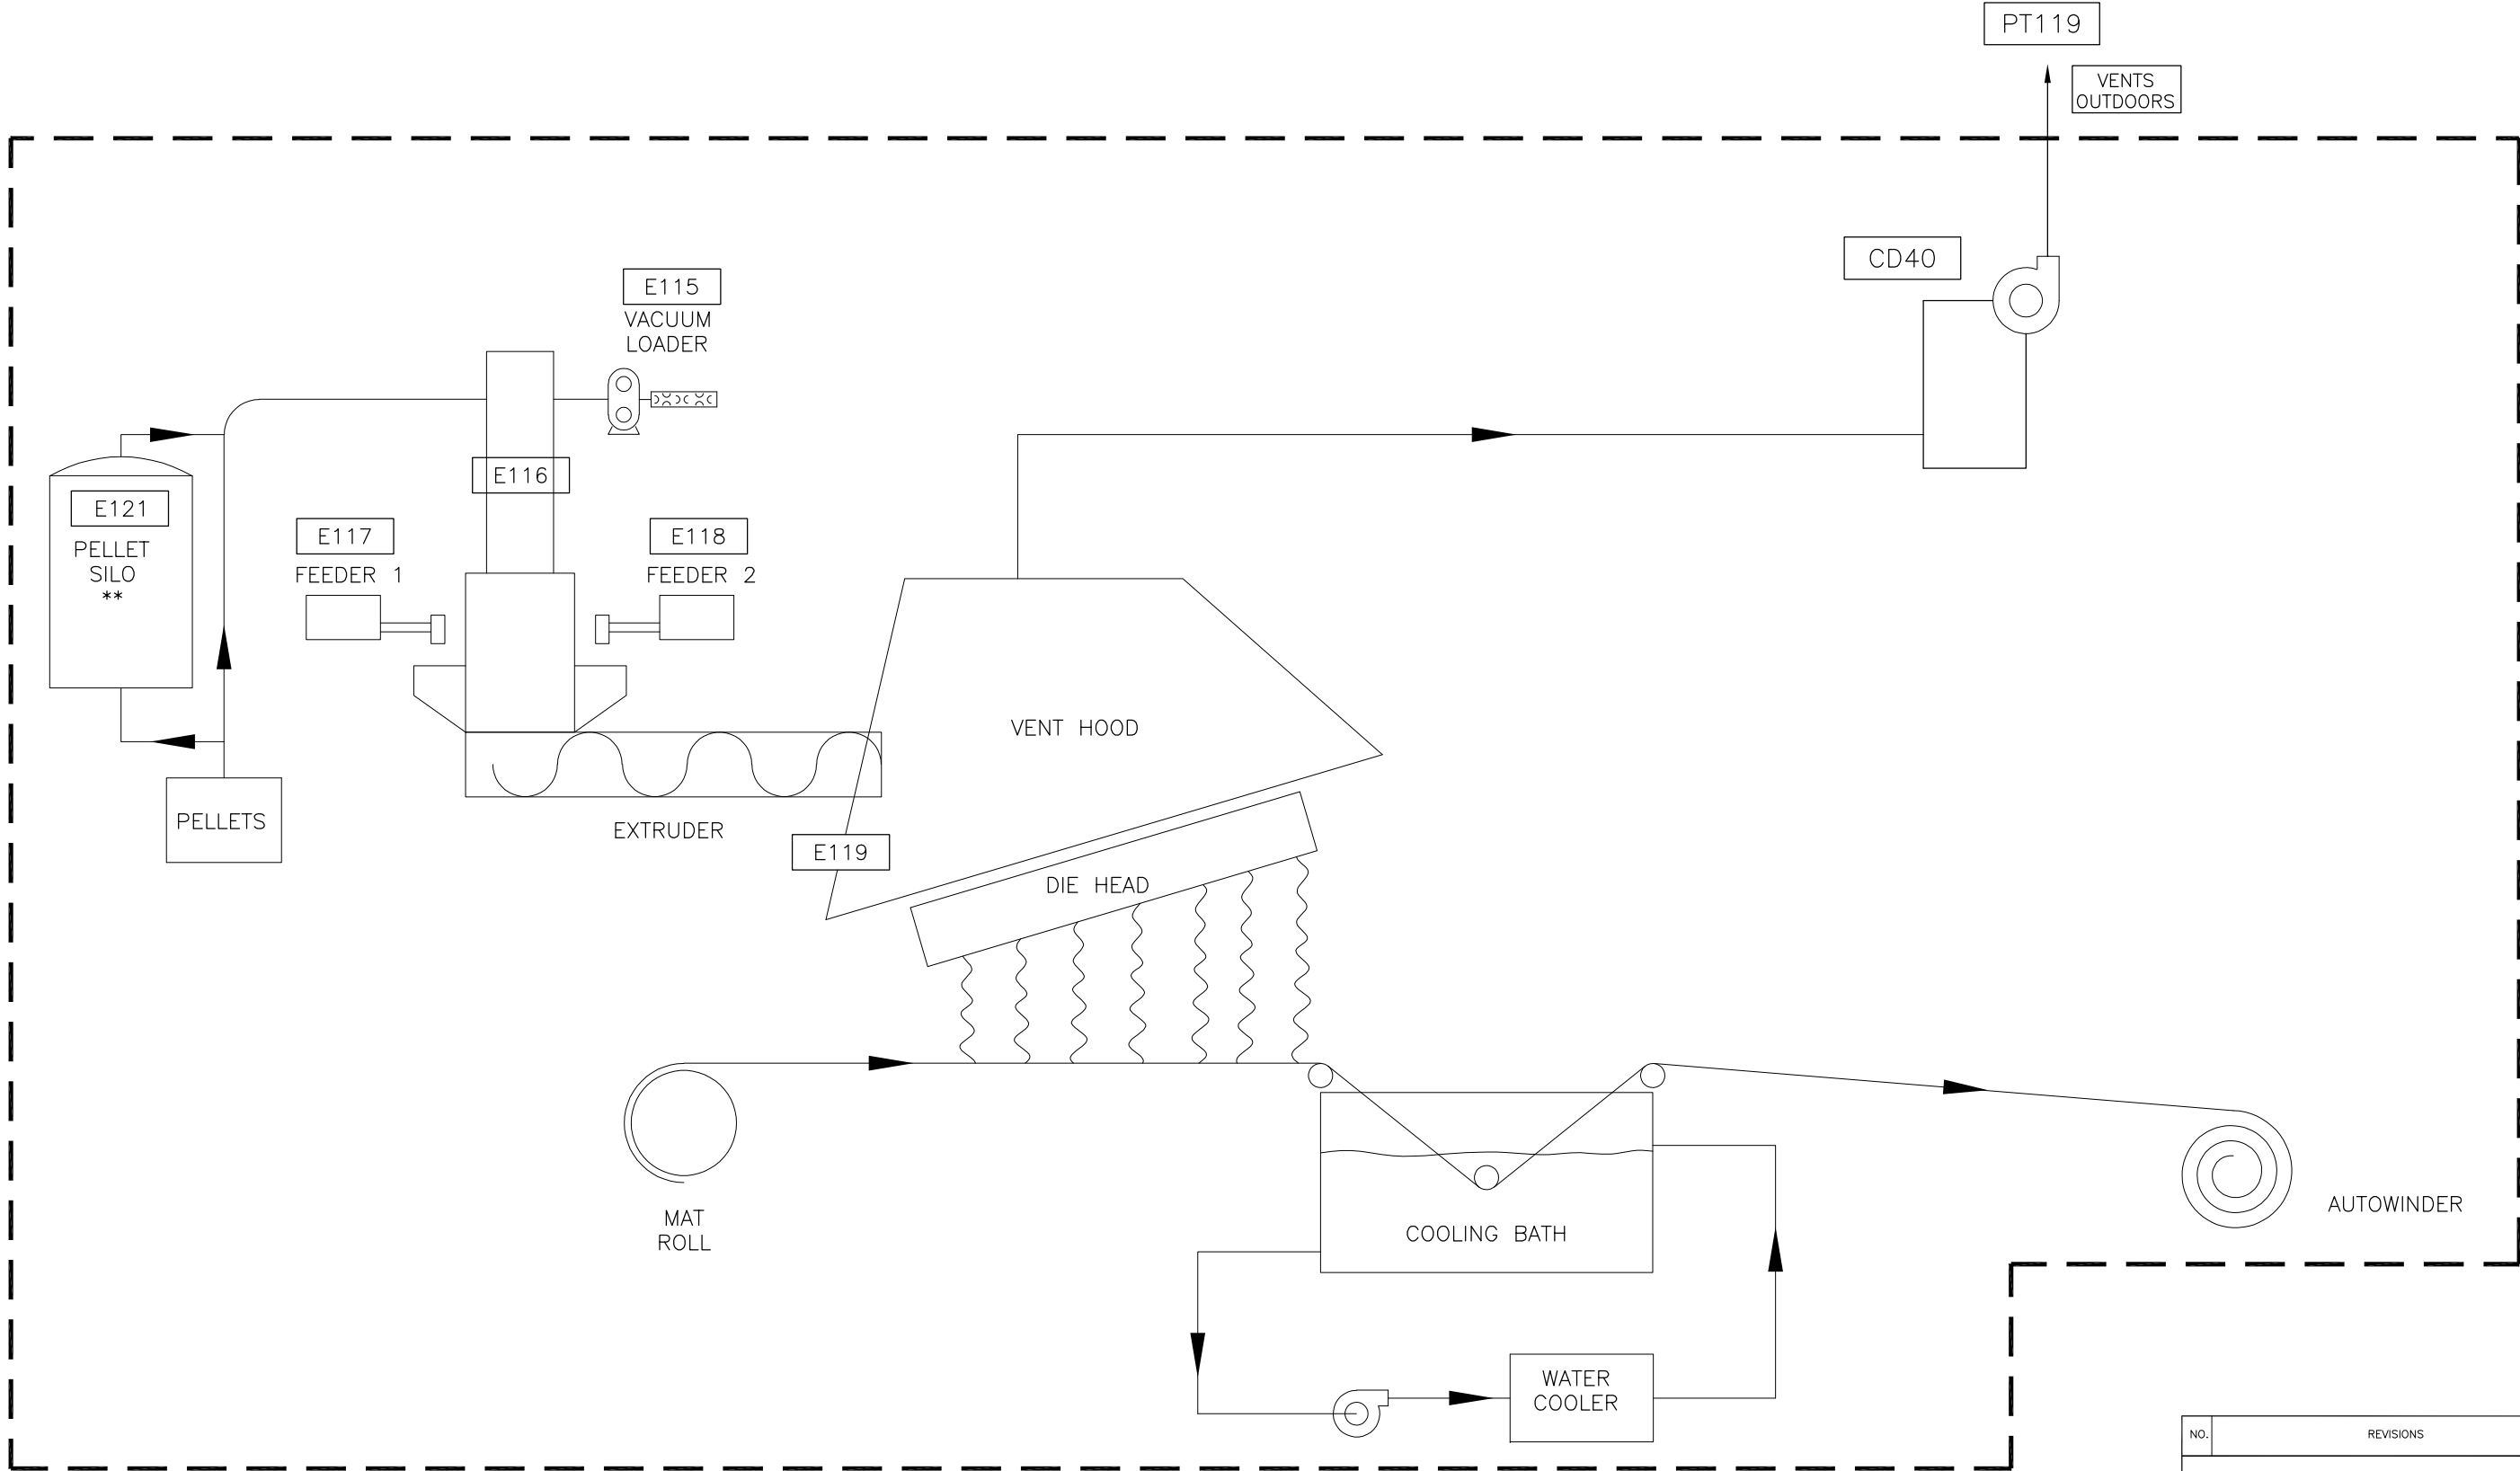 PT119
VENTS
OUTDOORS
CD40
E115
VACUUM
LOADER
E116
E121
PELLET
SILO
**
E117
FEEDER 1
E118
FEEDER 2
VENT HOOD
PELLETS
EXTRUDER
E119
DIE HEAD
MAT
ROLL
COOLING BATH
AUTOWINDER
WATER
COOLER
NO.
REVISIONS